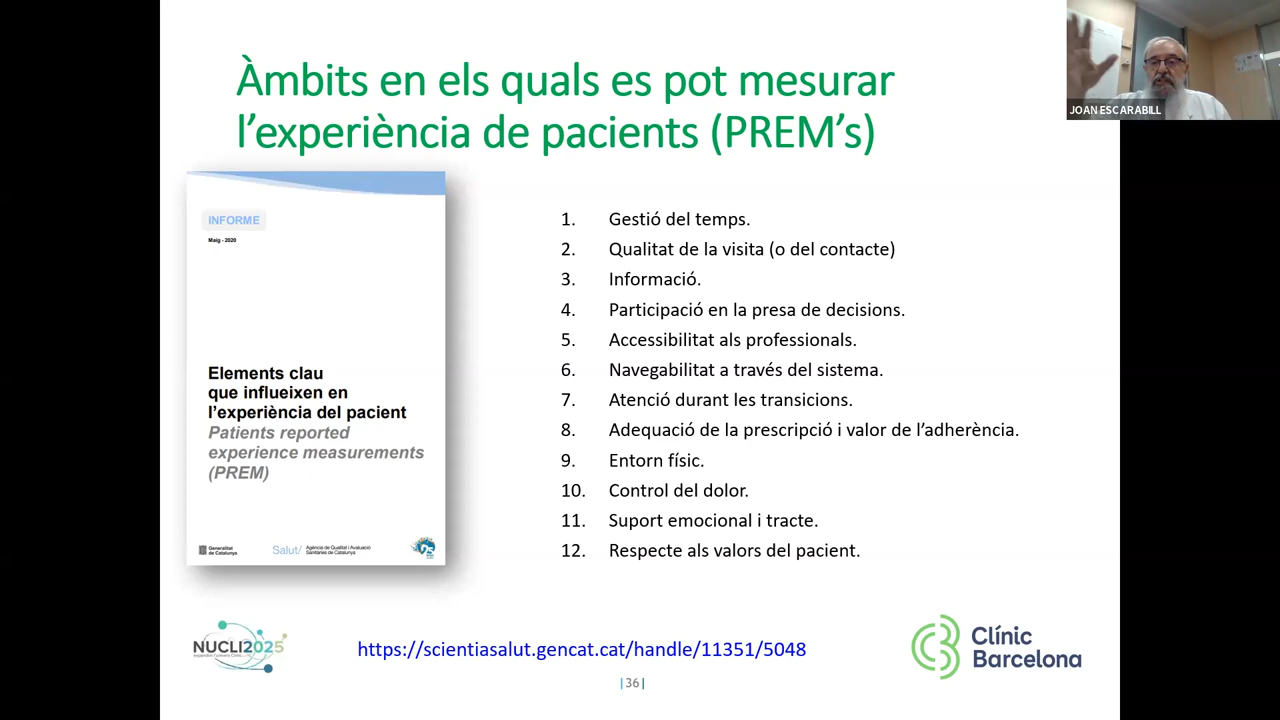 Àmbits en els quals es pot mesurar
l’experiència de pacients (PREM’s)
JOAN ESCARABILL
INFORME
Maig - 2020
Elements clau
que influeixen en
l’experiència del pacient
Patients reported
experience measurements
(PREM)
Generalitat
de Catalunya
Salut/
Agència de Qualitat i Avaluació
Sanitàries de Catalunya
25
1. Gestió del temps.
2. Qualitat de la visita (o del contacte)
3. Informació.
4. Participació en la presa de decisions.
5. Accessibilitat als professionals.
6. Navegabilitat a través del sistema.
7. Atenció durant les transicions.
8. Adequació de la prescripció i valor de l’adherència.
9. Entorn físic.
10. Control del dolor.
11. Suport emocional i tracte.
12. Respecte als valors del pacient.
NUCLI2025
https://scientiasalut.gencat.cat/handle/11351/5048
Clínic
Barcelona
|36|